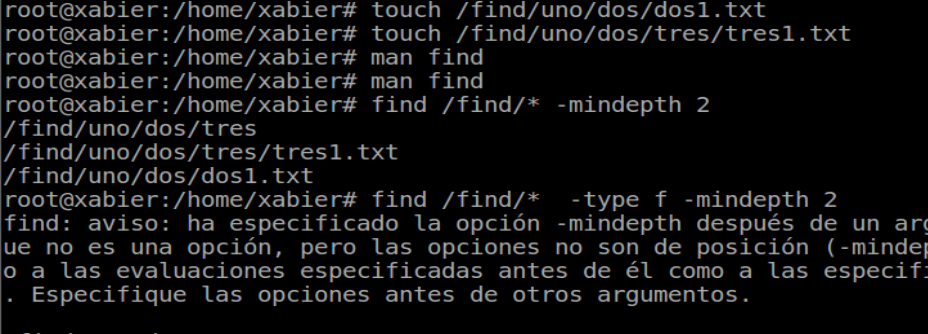 root@xabier:/home/xabier# touch /find/uno/dos/dos1.txt
root@xabier:/home/xabier# touch /find/uno/dos/tres/tres1.txt
root@xabier:/home/xabier# man find
root@xabier:/home/xabier# man find
root@xabier:/home/xabier# find /find/* -mindepth 2
/find/uno/dos/tres
/find/uno/dos/tres/tres1.txt
/find/uno/dos/dos1.txt
root@xabier:/home/xabier# find /find/*  -type f -mindepth 2
find: aviso: ha especificado la opción -mindepth después de un arg
ue no es una opción, pero las opciones no son de posición (-mindep
o a las evaluaciones especificadas antes de él como a las especifi
. Especifique las opciones antes de otros argumentos.